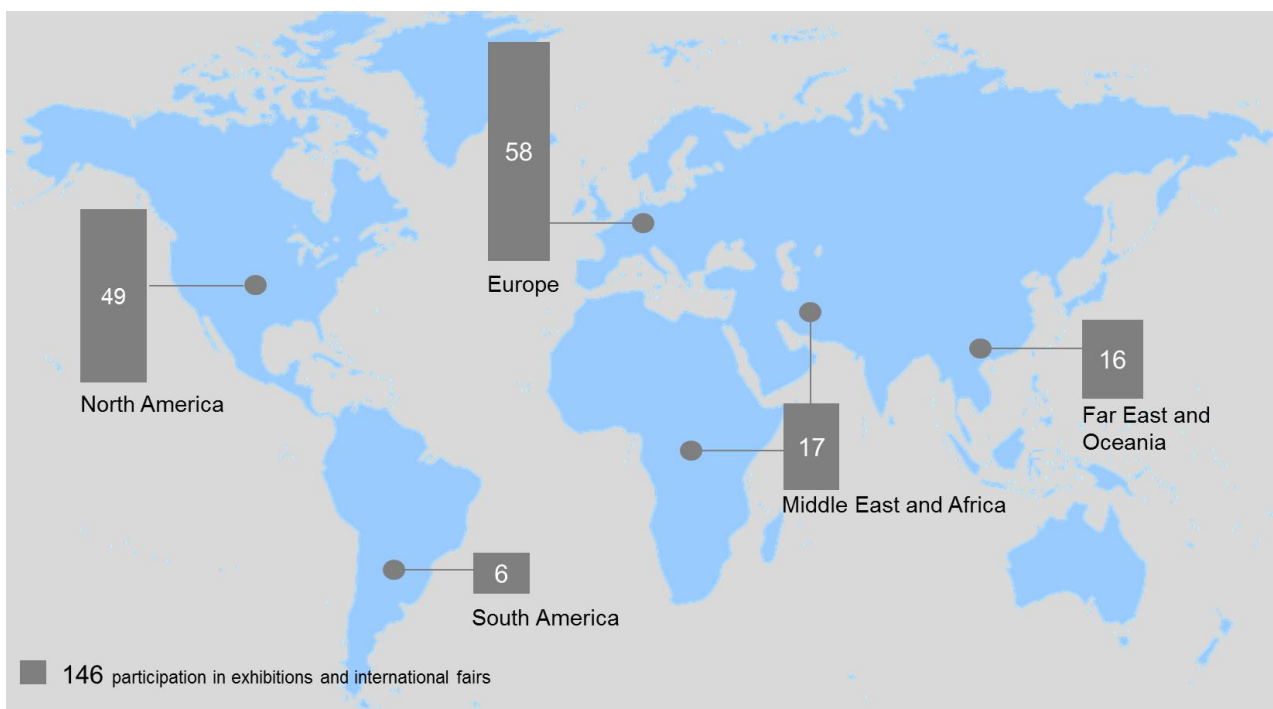 58
Europe
49
North America
16
Far East and
Oceania
17
Middle East and Africa
6
South America
146 participation in exhibitions and international fairs